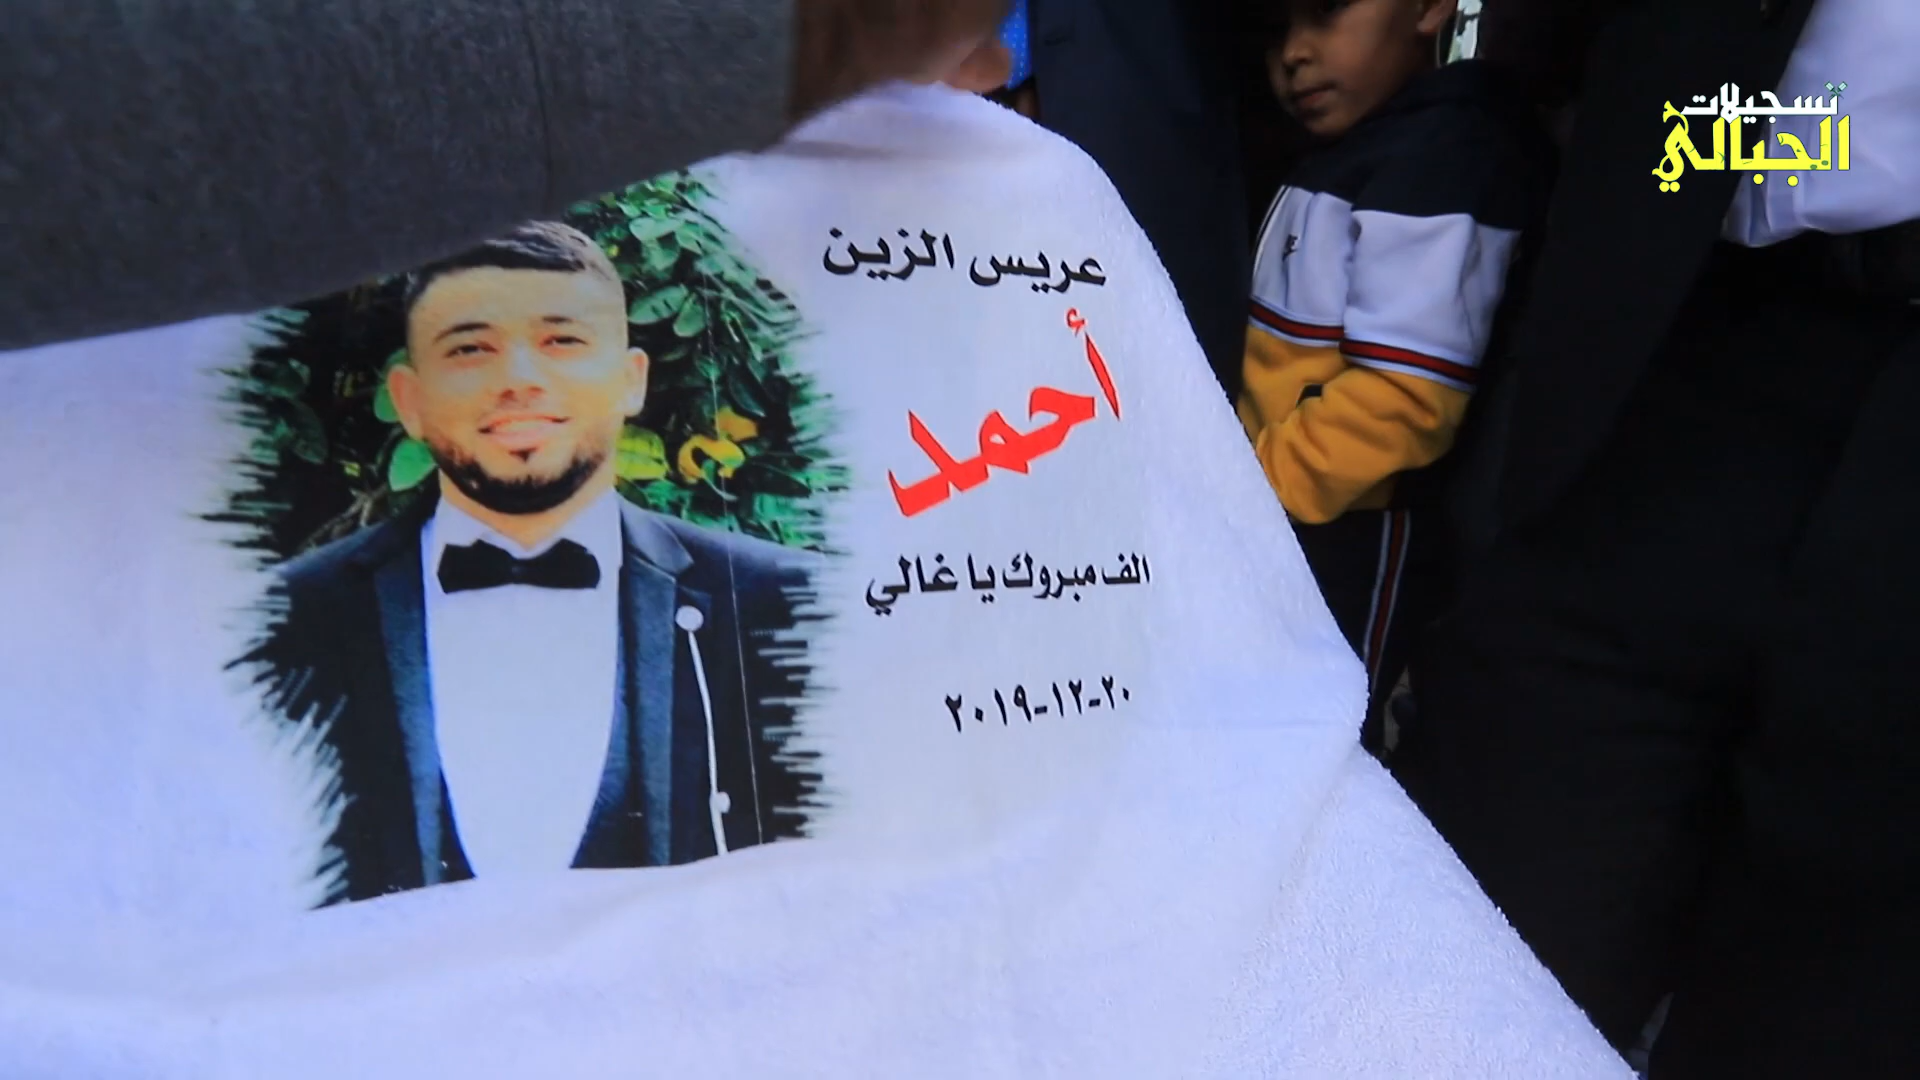 عريس الزين
أحمد
الف مبروك يا غالي
٢٠-١٢-٢٠١٩
تسجيلات
الجبالي